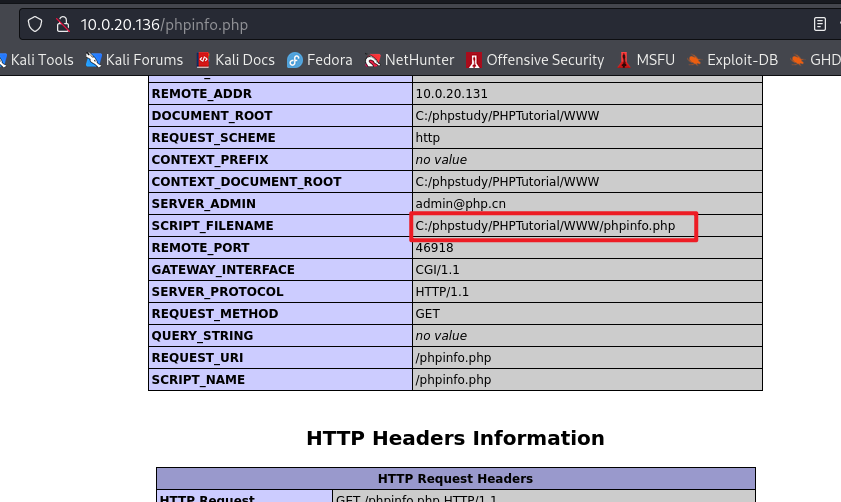 10.0.20.136/phpinfo.php
Kali Tools Kali Forums Kali Docs Fedora NetHunter Offensive Security MSFU Exploit-DB GHD
REMOTE_ADDR 10.0.20.131
DOCUMENT_ROOT C:/phpstudy/PHPTutorial/WWW
REQUEST_SCHEME http
CONTEXT_PREFIX no value
CONTEXT_DOCUMENT_ROOT C:/phpstudy/PHPTutorial/WWW
SERVER_ADMIN admin@php.cn
SCRIPT_FILENAME C:/phpstudy/PHPTutorial/WWW/phpinfo.php
REMOTE_PORT 46918
GATEWAY_INTERFACE CGI/1.1
SERVER_PROTOCOL HTTP/1.1
REQUEST_METHOD GET
QUERY_STRING no value
REQUEST_URI /phpinfo.php
SCRIPT_NAME /phpinfo.php
HTTP Headers Information
HTTP Request Headers
HTTP Request GET /phpinfo.php HTTP/1.1